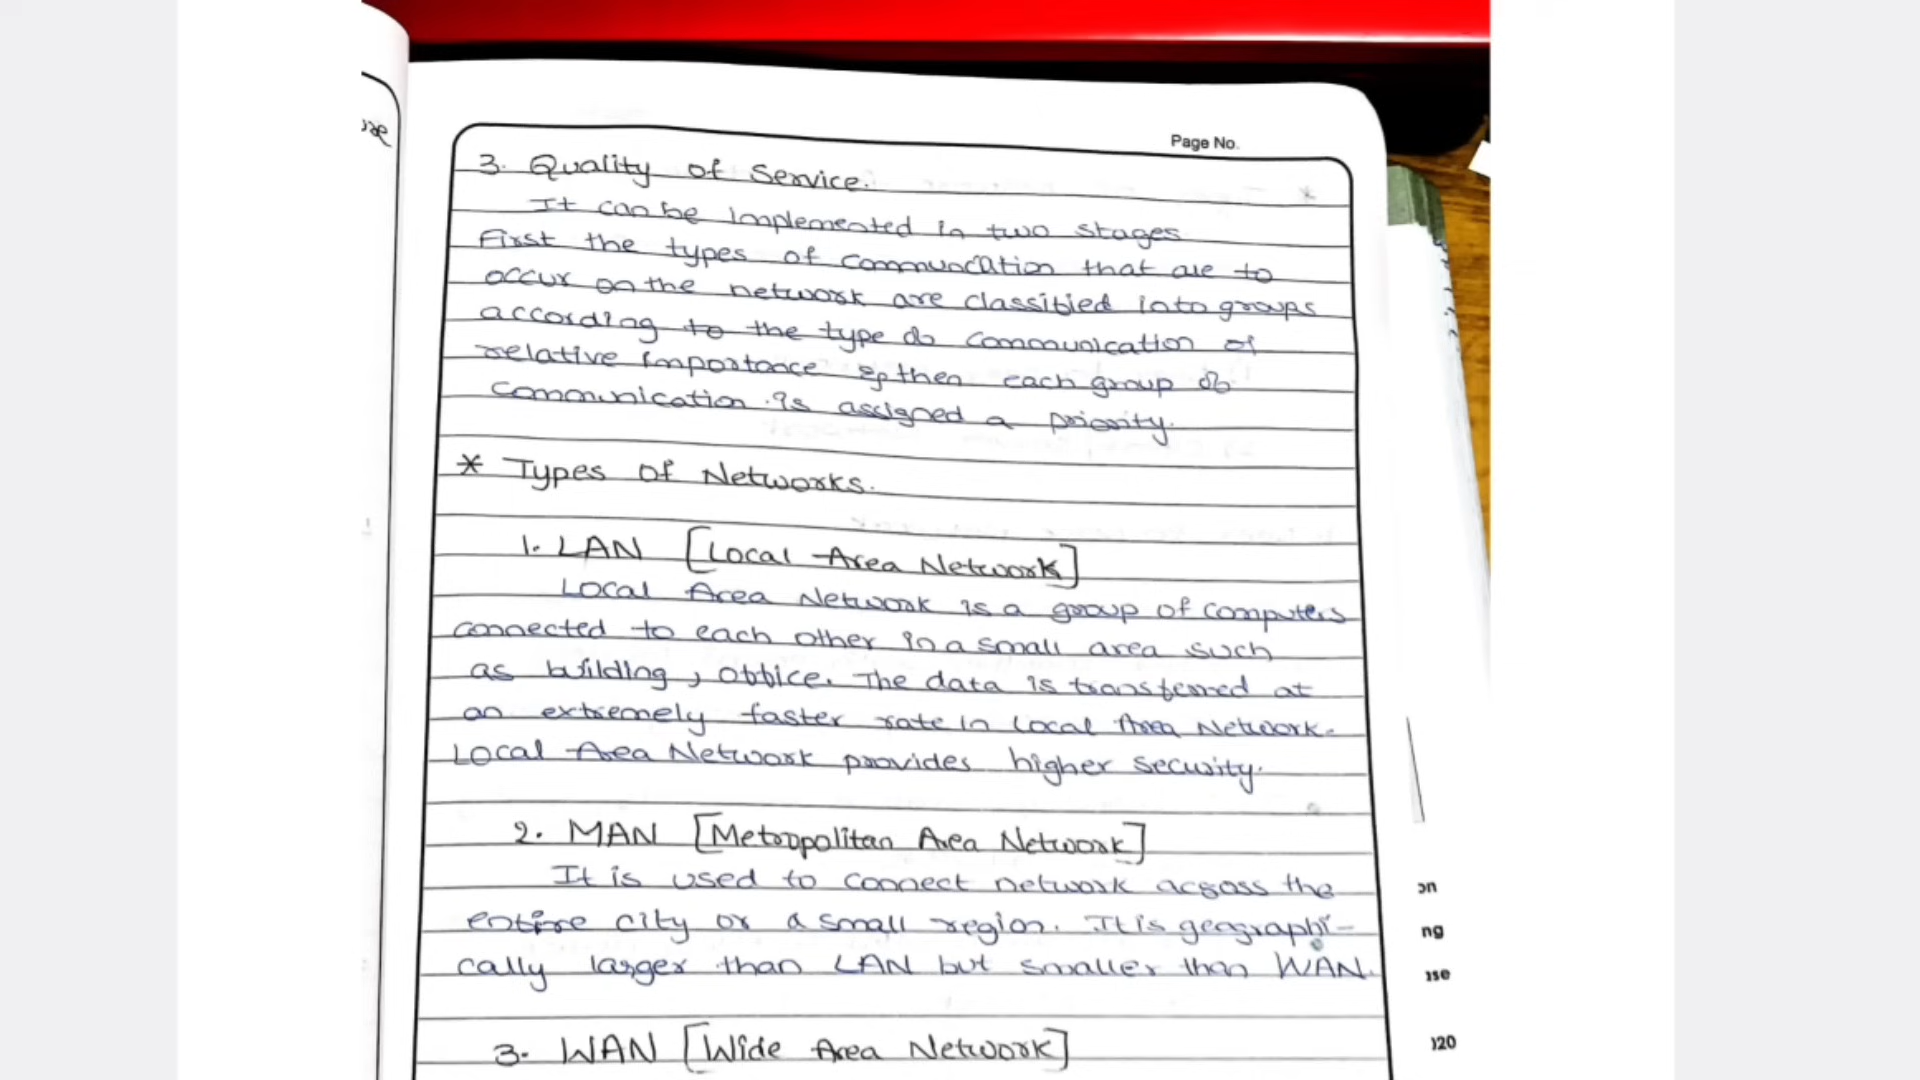 Page No.
3. Quality of Service.
It can be implemented in two stages
First the types of communcation that are to
occur on the network are classified into groups
according to the type of communication of
relative importance & then each group of
communication is assigned a priority.
* Types of Networks.
1. LAN [Local Area Network]
Local Area Network is a group of computers
connected to each other in a small area such
as building, office. The data is transferred at
an extremely faster rate in Local Area Network.
Local Area Network provides higher security.
2. MAN [Metropolitan Area Network]
It is used to connect network across the
entire city or a small region. It is geographi-
cally larger than LAN but smaller than WAN.
3. WAN [Wide Area Network]
on
ng
use
020